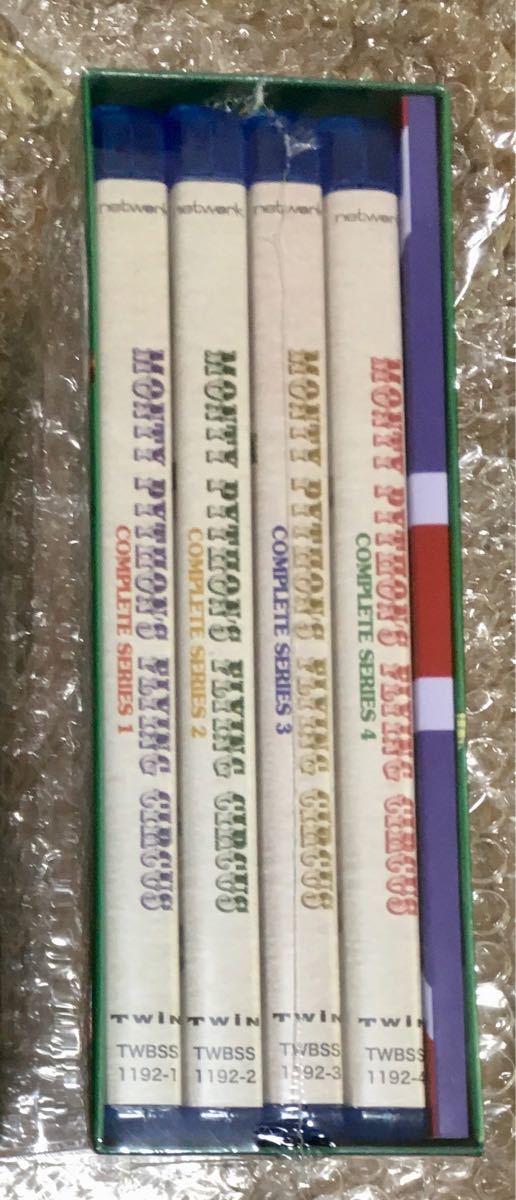 network
MONTY PYTHON'S FLYING CIRCUS
COMPLETE SERIES 1
TWIN
TWBSS
1192-1
network
MONTY PYTHON'S FLYING CIRCUS
COMPLETE SERIES 2
TWIN
TWBSS
1192-2
network
MONTY PYTHON'S FLYING CIRCUS
COMPLETE SERIES 3
TWIN
TWBSS
1192-3
network
MONTY PYTHON'S FLYING CIRCUS
COMPLETE SERIES 4
TWIN
TWBSS
1192-4